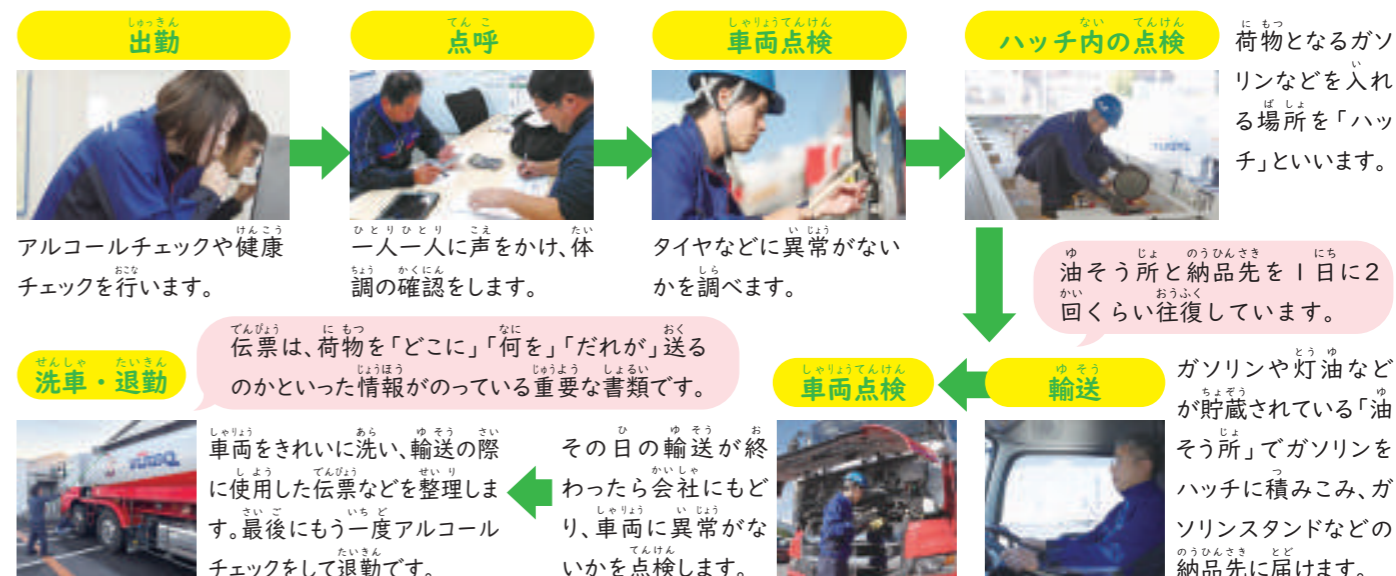 出勤
アルコールチェックや健康
チェックを行います。
点呼
一人一人に声をかけ、体
調の確認をします。
車両点検
タイヤなどに異常がない
かを調べます。
ハッチ内の点検
荷物となるガソ
リンなどを入れ
る場所を「ハッ
チ」といいます。
油そう所と納品先を1日に2
回くらい往復しています。
輸送
ガソリンや灯油など
が貯蔵されている「油
そう所」でガソリンを
ハッチに積みこみ、ガ
ソリンスタンドなどの
納品先に届けます。
車両点検
その日の輸送が終
わったら会社にもど
り、車両に異常がな
いかを点検します。
洗車・退勤
伝票は、荷物を「どこに」「何を」「だれが」送る
のかといった情報がのっている重要な書類です。
車両をきれいに洗い、輸送の際
に使用した伝票などを整理しま
す。最後にもう一度アルコール
チェックをして退勤です。